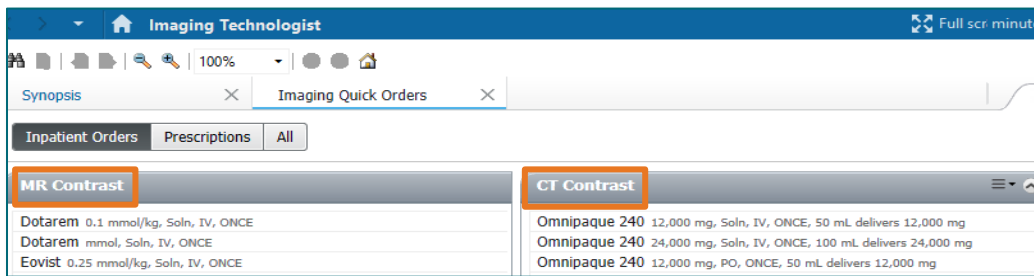 Imaging Technologist
Full scr minut
100%
Synopsis
Imaging Quick Orders
Inpatient Orders
Prescriptions
All
MR Contrast
Dotarem 0.1 mmol/kg, Soln, IV, ONCE
Dotarem mmol, Soln, IV, ONCE
Eovist 0.25 mmol/kg, Soln, IV, ONCE
CT Contrast
Omnipaque 240 12,000 mg, Soln, IV, ONCE, 50 mL delivers 12,000 mg
Omnipaque 240 24,000 mg, Soln, IV, ONCE, 100 mL delivers 24,000 mg
Omnipaque 240 12,000 mg, PO, ONCE, 50 mL delivers 12,000 mg